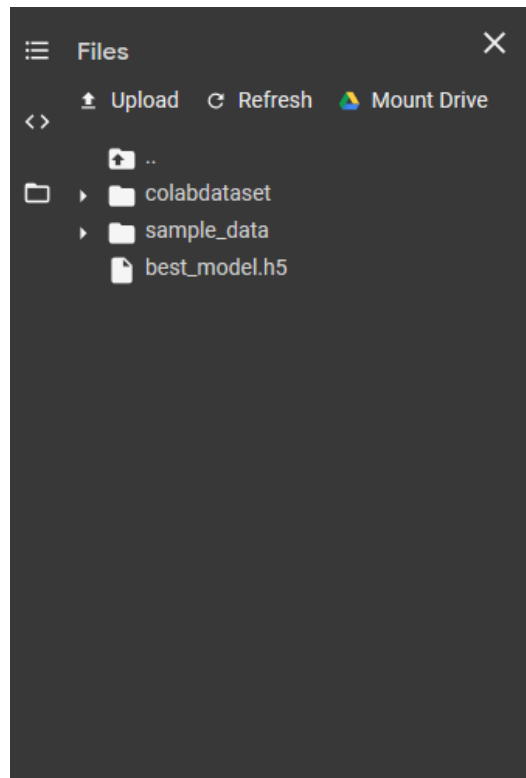 Files
Upload Refresh Mount Drive
..
colabdataset
sample_data
best_model.h5